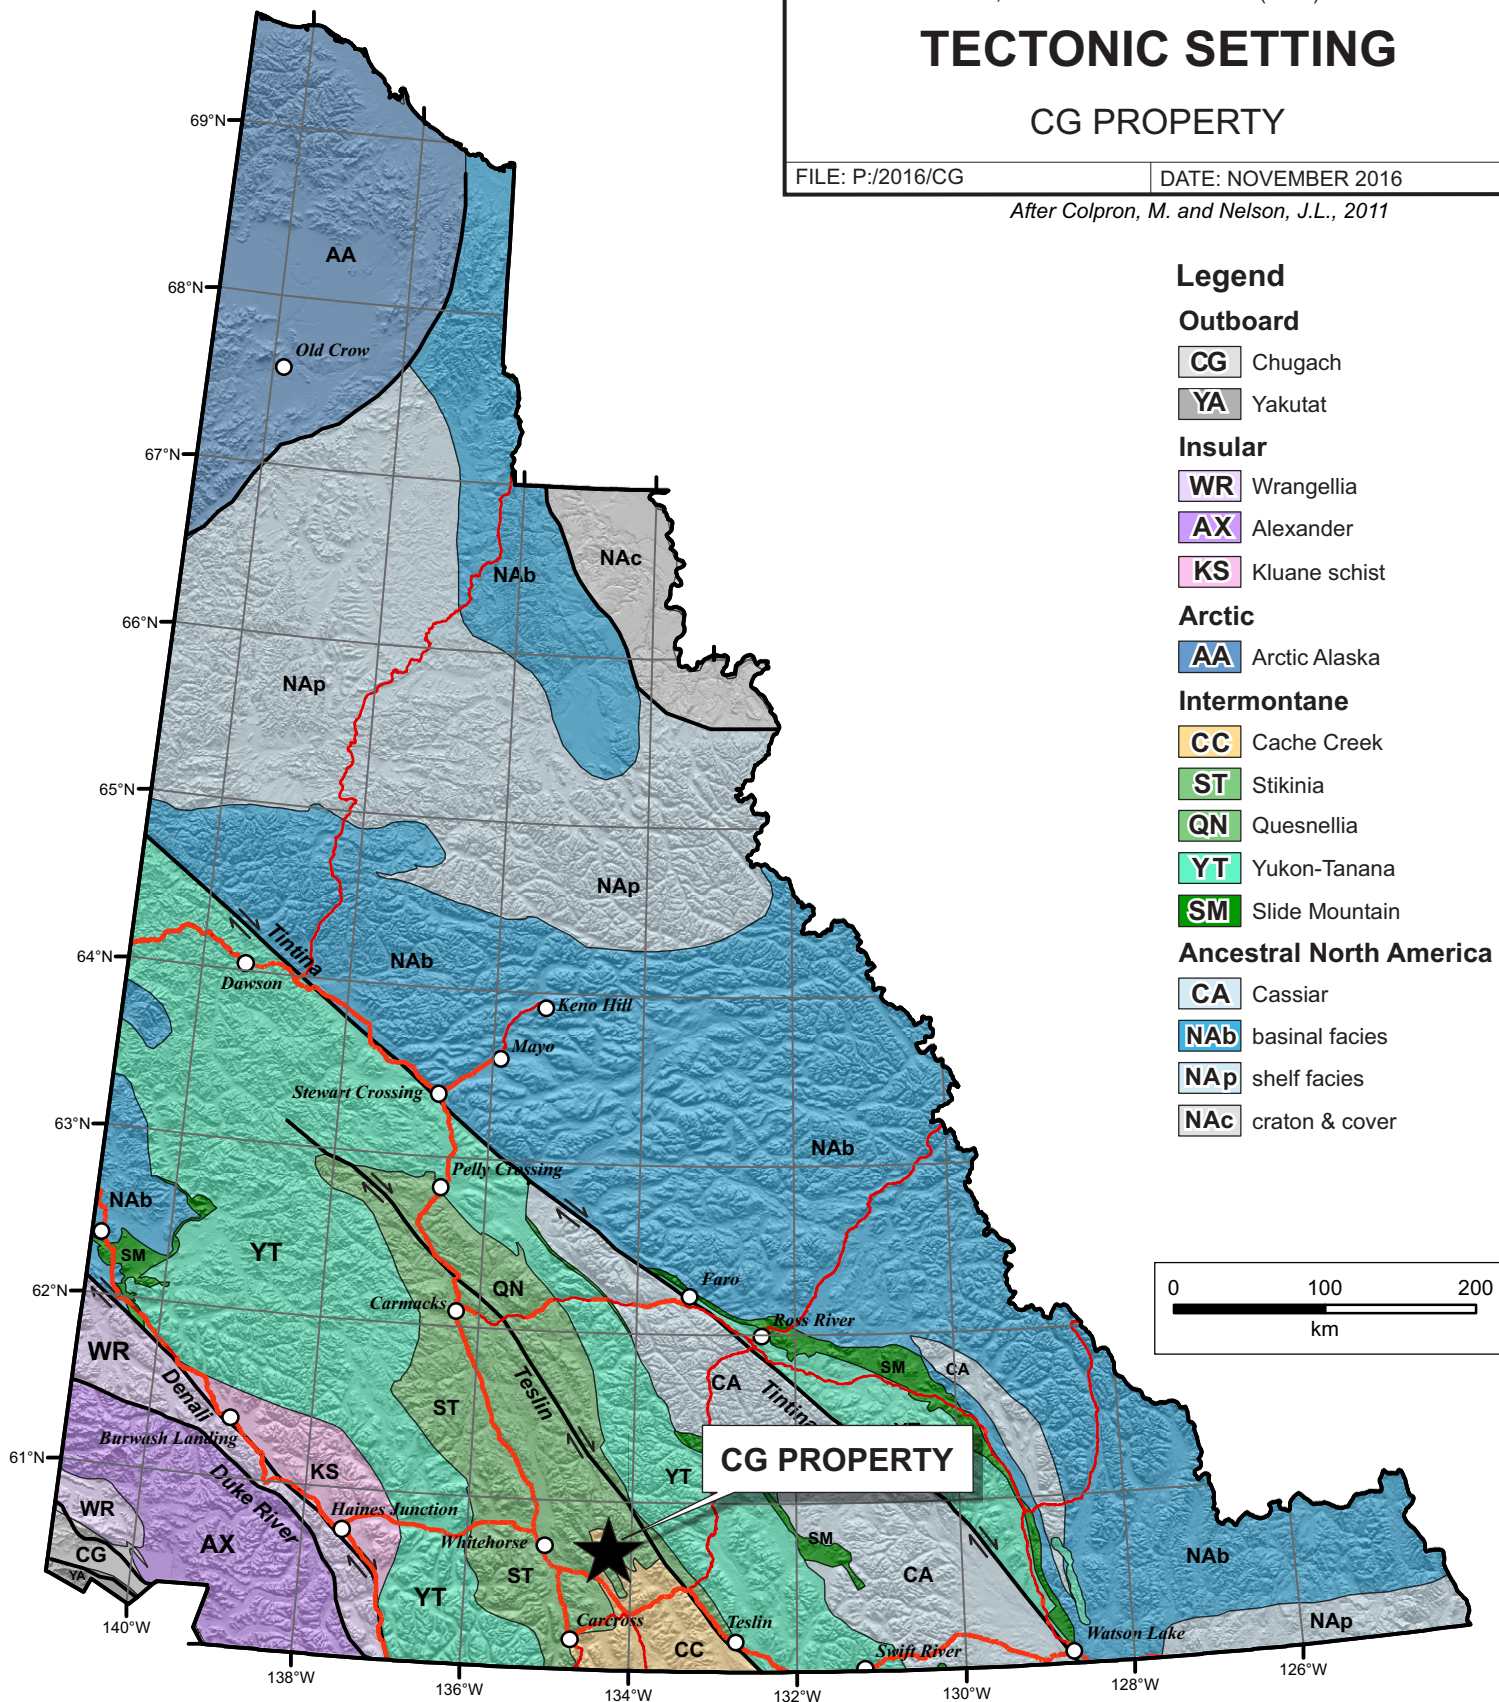 TECTONIC SETTING
CG PROPERTY
FILE: P:/2016/CG
DATE: NOVEMBER 2016
After Colpron, M. and Nelson, J.L., 2011
Legend
Outboard
CG Chugach
YA Yakutat
Insular
WR Wrangellia
AX Alexander
KS Kluane schist
Arctic
AA Arctic Alaska
Intermontane
CC Cache Creek
ST Stikinia
QN Quesnellia
YT Yukon-Tanana
SM Slide Mountain
Ancestral North America
CA Cassiar
NAb basinal facies
NAp shelf facies
NAc craton & cover
0 100 200
km
69°N
68°N
67°N
66°N
65°N
64°N
63°N
62°N
61°N
140°W
138°W
136°W
134°W
132°W
130°W
128°W
126°W
AA
Old Crow
NAc
NAb
NAp
NAp
Tintina
NAb
Dawson
Keno Hill
Mayo
Stewart Crossing
NAb
Pelly Crossing
NAb
SM
YT
QN
Faro
Carmacks
Ross River
WR
SM
CA
Denali
CA
Teslin
Tintina
ST
Burwash Landing
CG PROPERTY
KS
YT
Duke River
WR
Haines Junction
Whitehorse
AX
SM
CG
YA
NAb
ST
CA
YT
Carcross
Teslin
NAp
CC
Swift River
Watson Lake